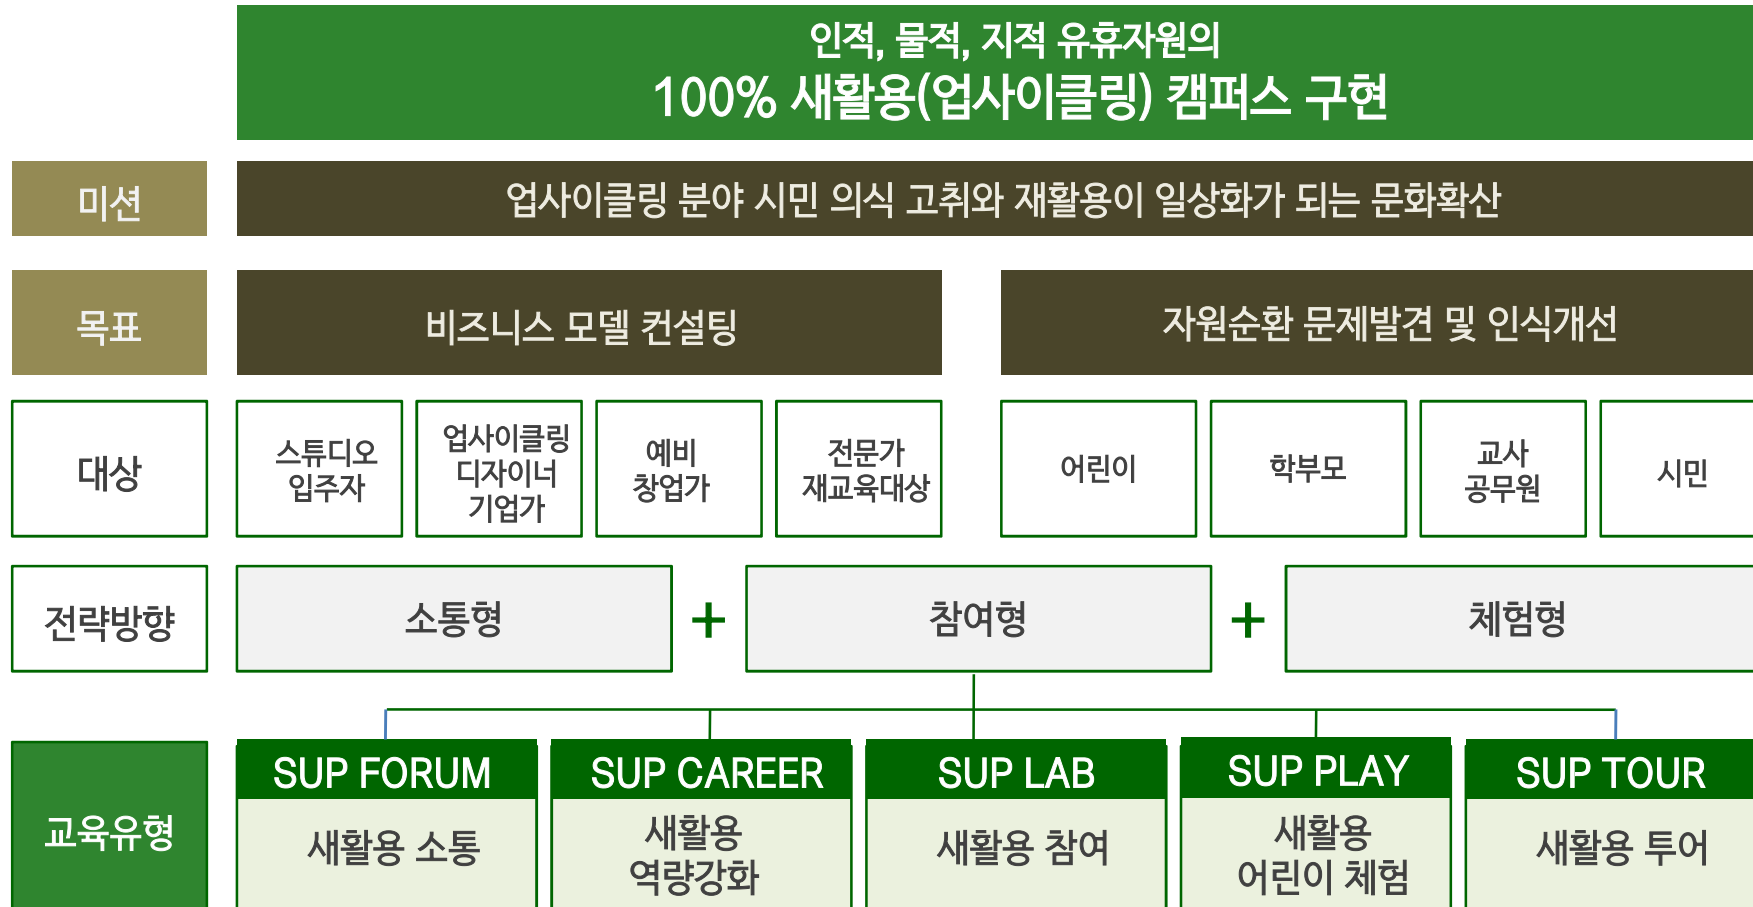 인적, 물적, 지적 유휴자원의
100% 새활용(업사이클링) 캠퍼스 구현
미션
업사이클링 분야 시민 의식 고취와 재활용이 일상화가 되는 문화확산
목표
비즈니스 모델 컨설팅
자원순환 문제발견 및 인식개선
대상
스튜디오
입주자
업사이클링
디자이너
기업가
예비
창업가
전문가
재교육대상
어린이
학부모
교사
공무원
시민
전략방향
소통형
+
참여형
+
체험형
교육유형
SUP FORUM
새활용 소통
SUP CAREER
새활용
역량강화
SUP LAB
새활용 참여
SUP PLAY
새활용
어린이 체험
SUP TOUR
새활용 투어